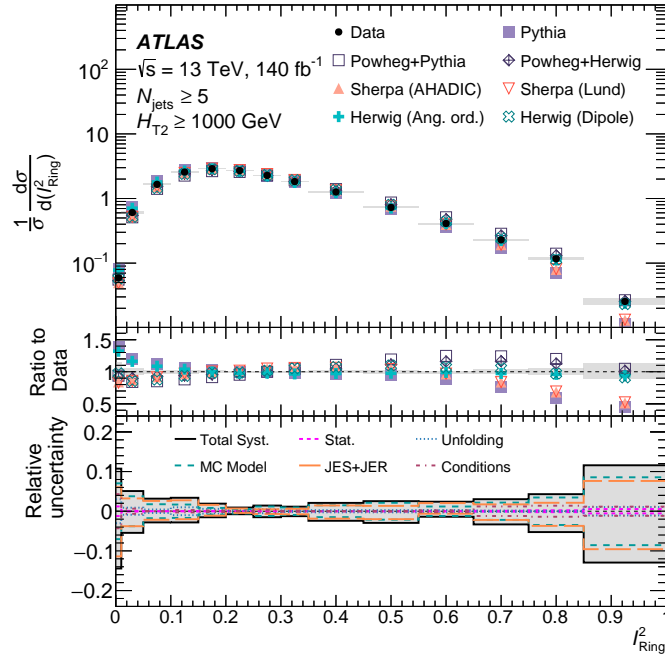 ATLAS
√s = 13 TeV, 140 fb⁻¹
N_jets ≥ 5
H_T2 ≥ 1000 GeV
Data
Pythia
Powheg+Pythia
Powheg+Herwig
Sherpa (AHADIC)
Sherpa (Lund)
Herwig (Ang. ord.)
Herwig (Dipole)
1/σ dσ/d(I²_Ring)
10²
10
1
10⁻¹
Ratio to
Data
1.5
1
0.5
Relative
uncertainty
0.2
0.1
0
−0.1
−0.2
Total Syst.
Stat.
Unfolding
MC Model
JES+JER
Conditions
0 0.1 0.2 0.3 0.4 0.5 0.6 0.7 0.8 0.9 1
I²_Ring